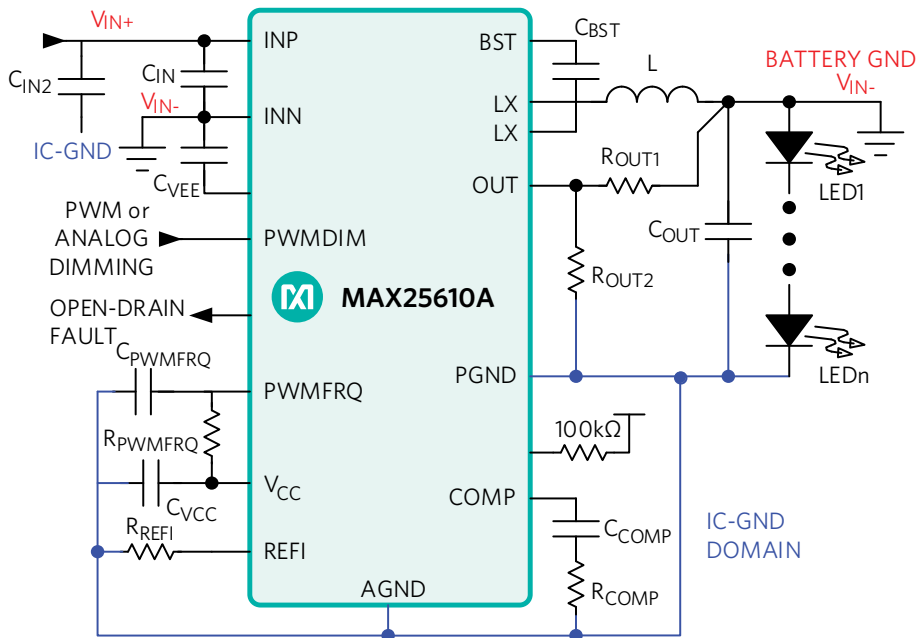 VIN+
CIN2
CIN
VIN-
IC-GND
CVEE
PWM or
ANALOG
DIMMING
OPEN-DRAIN
FAULT
CPWMFRQ
RPWMFRQ
CVCC
RREFI
INP
INN
PWMDIM
MAX25610A
PWMFRQ
VCC
REFI
AGND
BST
LX
LX
OUT
PGND
COMP
CBST
L
BATTERY GND
VIN-
ROUT1
ROUT2
COUT
LED1
LEDn
100kΩ
CCOMP
RCOMP
IC-GND
DOMAIN